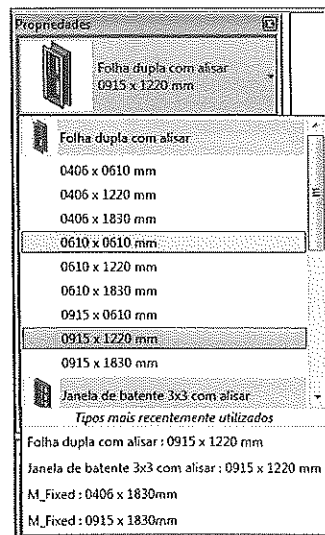 Propriedades
Folha dupla com alisar
0915 x 1220 mm
Folha dupla com alisar
0406 x 0610 mm
0406 x 1220 mm
0406 x 1830 mm
0610 x 0610 mm
0610 x 1220 mm
0610 x 1830 mm
0915 x 0610 mm
0915 x 1220 mm
0915 x 1830 mm
Janela de batente 3x3 com alisar
Tipos mais recentemente utilizados
Folha dupla com alisar : 0915 x 1220 mm
Janela de batente 3x3 com alisar : 0915 x 1220 mm
M_Fixed : 0406 x 1830mm
M_Fixed : 0915 x 1830mm